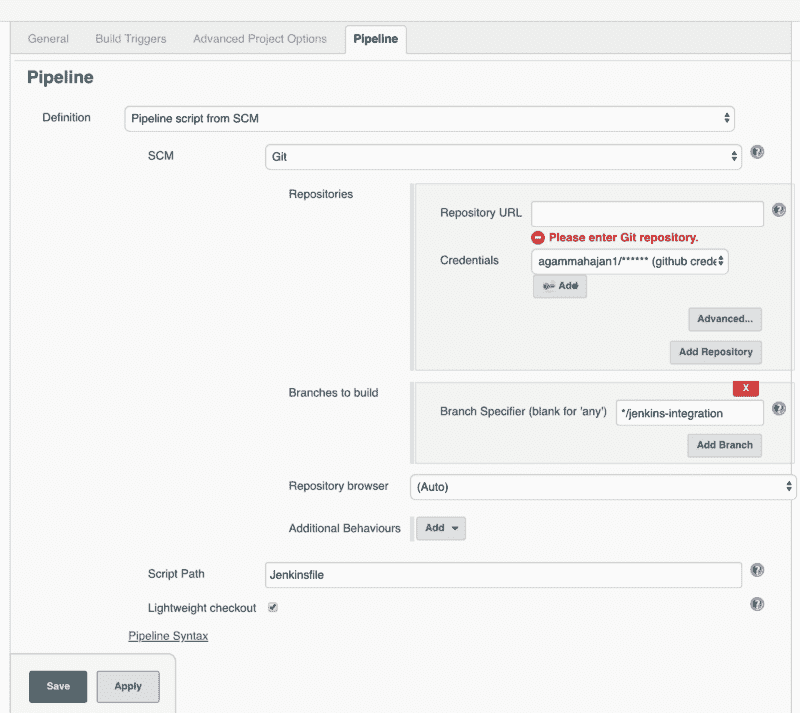 General Build Triggers Advanced Project Options Pipeline
Pipeline
Definition Pipeline script from SCM
SCM Git
Repositories
Repository URL
Please enter Git repository.
Credentials agammahajan1/****** (github crede
Add
Advanced...
Add Repository
Branches to build
X
Branch Specifier (blank for 'any') */jenkins-integration
Add Branch
Repository browser (Auto)
Additional Behaviours Add
Script Path Jenkinsfile
Lightweight checkout
Pipeline Syntax
Save Apply